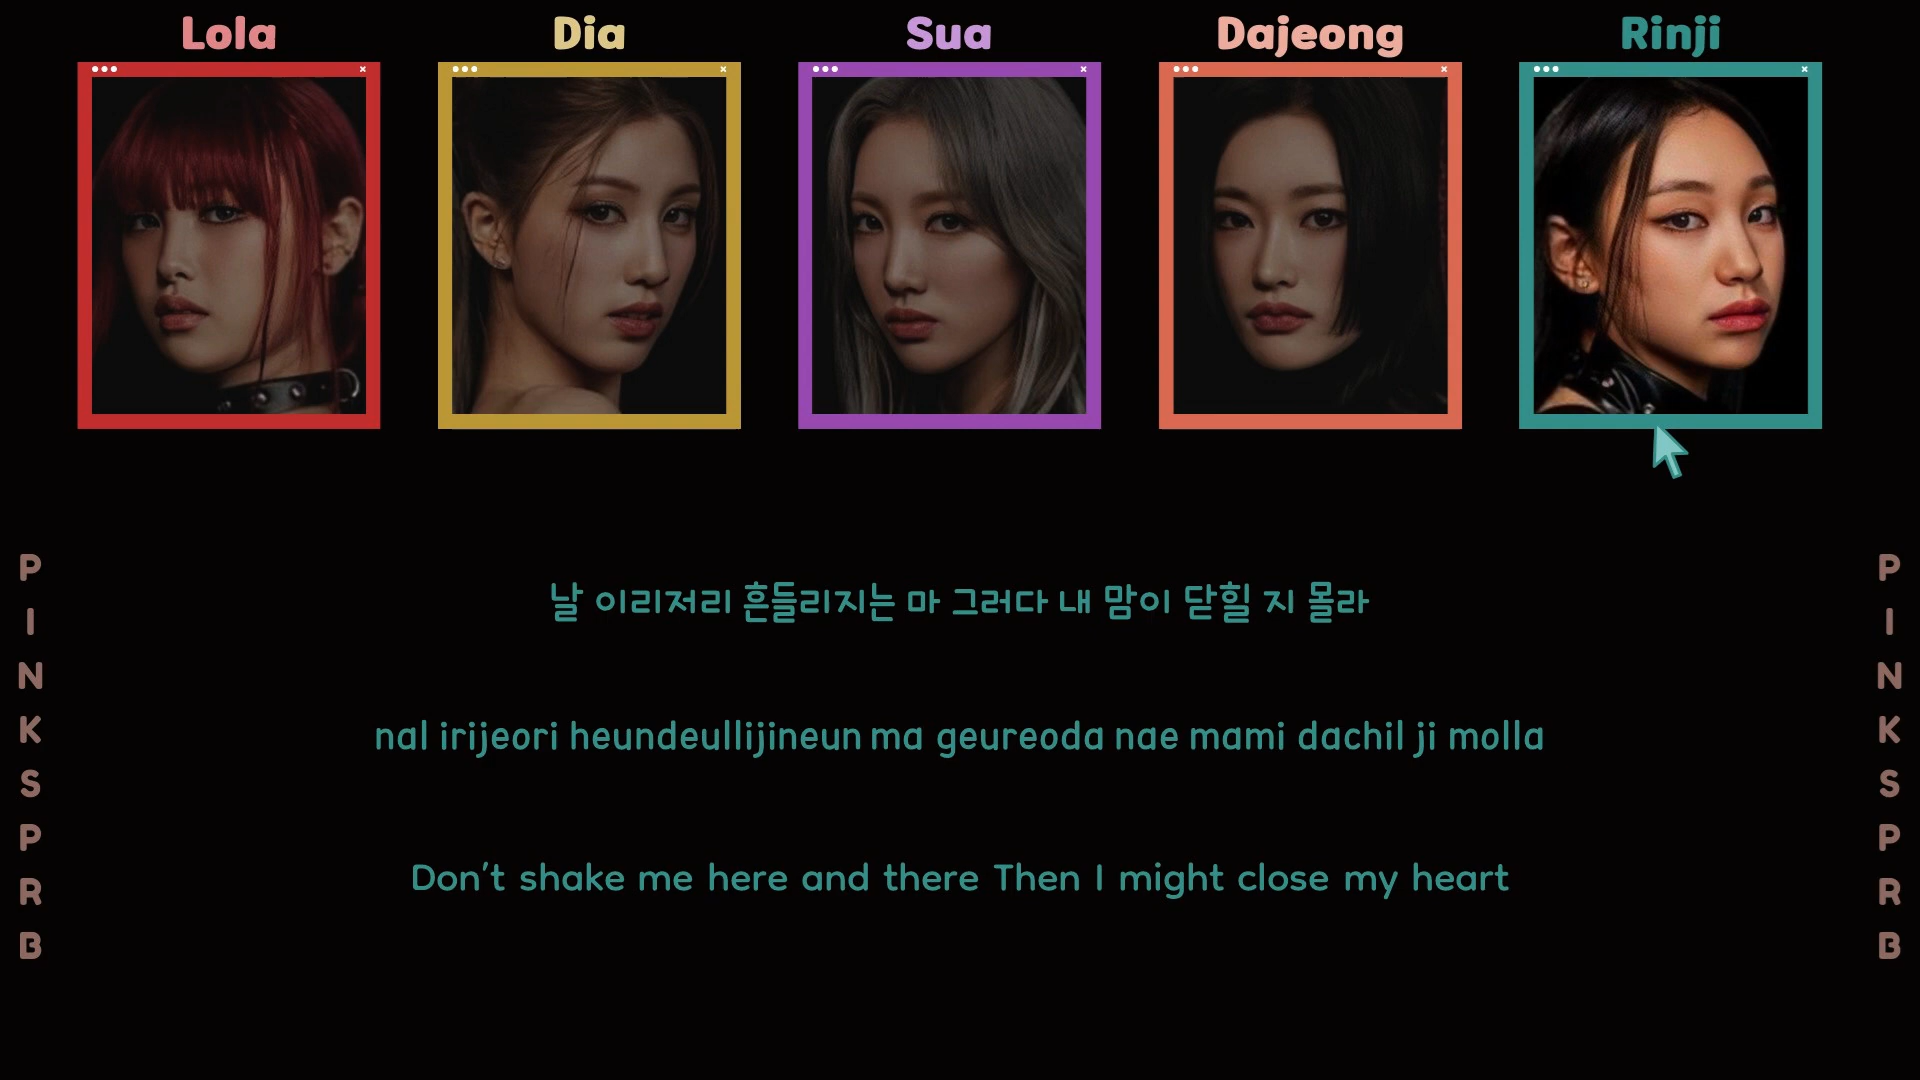 Lola Dia Sua Dajeong Rinji
날 이리저리 흔들리지는 마 그러다 내 맘이 닫힐 지 몰라
nal irijeori heundeullijineun ma geureoda nae mami dachil ji molla
Don't shake me here and there Then I might close my heart
PINKSPRB
PINKSPRB